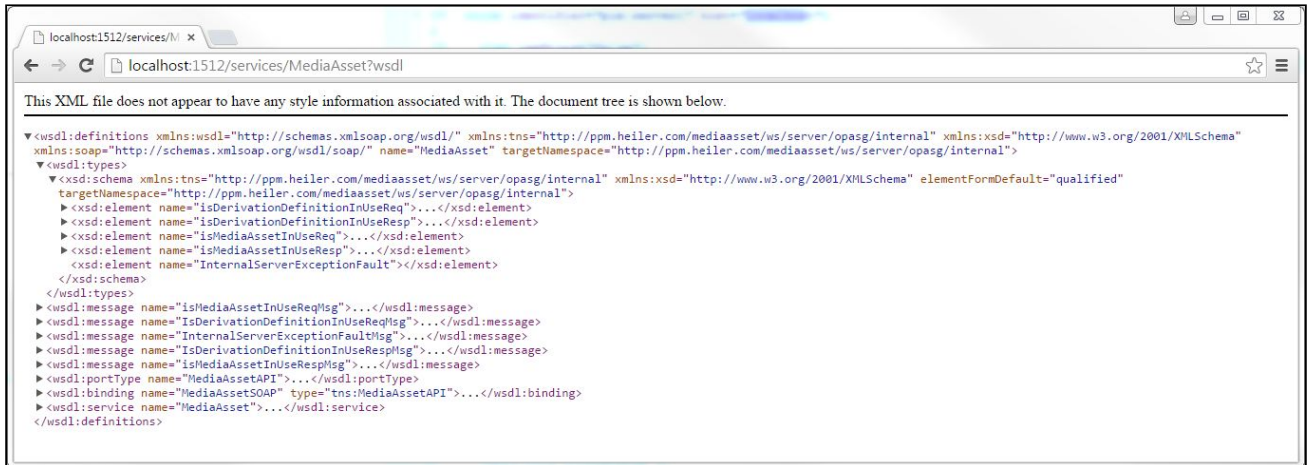 localhost:1512/services/M
localhost:1512/services/MediaAsset?wsdl
This XML file does not appear to have any style information associated with it. The document tree is shown below.
▼<wsdl:definitions xmlns:wsdl="http://schemas.xmlsoap.org/wsdl/" xmlns:tns="http://ppm.heiler.com/mediaasset/ws/server/opasg/internal" xmlns:xsd="http://www.w3.org/2001/XMLSchema"
xmlns:soap="http://schemas.xmlsoap.org/wsdl/soap/" name="MediaAsset" targetNamespace="http://ppm.heiler.com/mediaasset/ws/server/opasg/internal">
▼<wsdl:types>
▼<xsd:schema xmlns:tns="http://ppm.heiler.com/mediaasset/ws/server/opasg/internal" xmlns:xsd="http://www.w3.org/2001/XMLSchema" elementFormDefault="qualified"
targetNamespace="http://ppm.heiler.com/mediaasset/ws/server/opasg/internal">
▶<xsd:element name="isDerivationDefinitionInUseReq">...</xsd:element>
▶<xsd:element name="isDerivationDefinitionInUseResp">...</xsd:element>
▶<xsd:element name="isMediaAssetInUseReq">...</xsd:element>
▶<xsd:element name="isMediaAssetInUseResp">...</xsd:element>
<xsd:element name="InternalServerExceptionFault"></xsd:element>
</xsd:schema>
</wsdl:types>
▶<wsdl:message name="isMediaAssetInUseReqMsg">...</wsdl:message>
▶<wsdl:message name="IsDerivationDefinitionInUseReqMsg">...</wsdl:message>
▶<wsdl:message name="InternalServerExceptionFaultMsg">...</wsdl:message>
▶<wsdl:message name="IsDerivationDefinitionInUseRespMsg">...</wsdl:message>
▶<wsdl:message name="isMediaAssetInUseRespMsg">...</wsdl:message>
▶<wsdl:portType name="MediaAssetAPI">...</wsdl:portType>
▶<wsdl:binding name="MediaAssetSOAP" type="tns:MediaAssetAPI">...</wsdl:binding>
▶<wsdl:service name="MediaAsset">...</wsdl:service>
</wsdl:definitions>